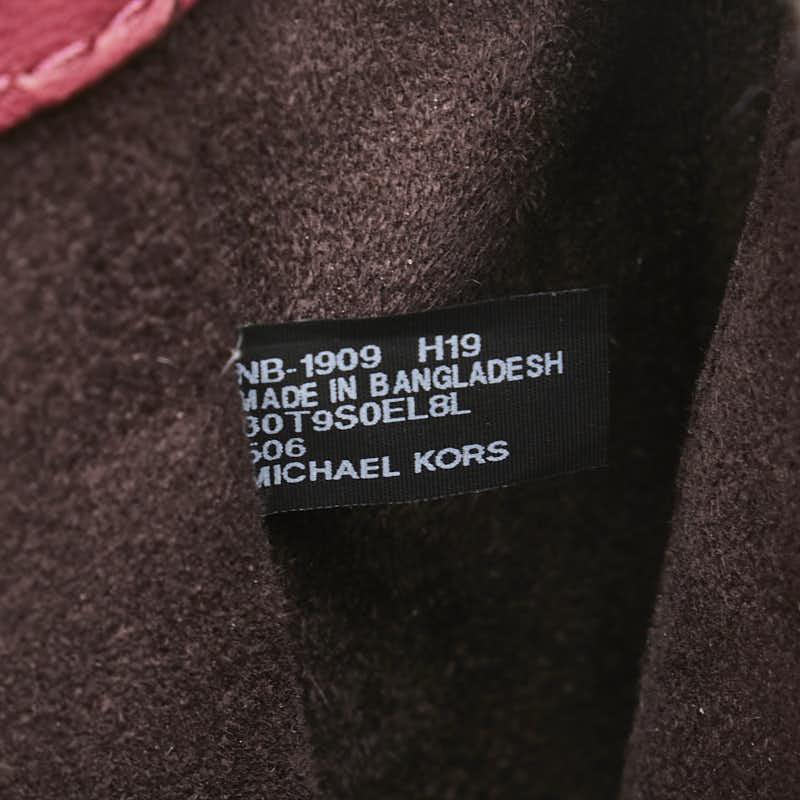 NB-1909 H19
MADE IN BANGLADESH
30T9S0EL8L
506
MICHAEL KORS